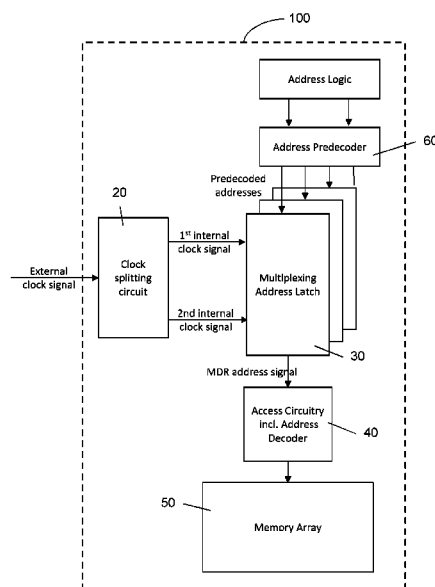 100
Address Logic
Address Predecoder
60
Predecoded
addresses
20
1st internal
clock signal
External
clock signal
Clock
splitting
circuit
Multiplexing
Address Latch
2nd internal
clock signal
30
MDR address signal
Access Circuitry
incl. Address
Decoder
40
50
Memory Array